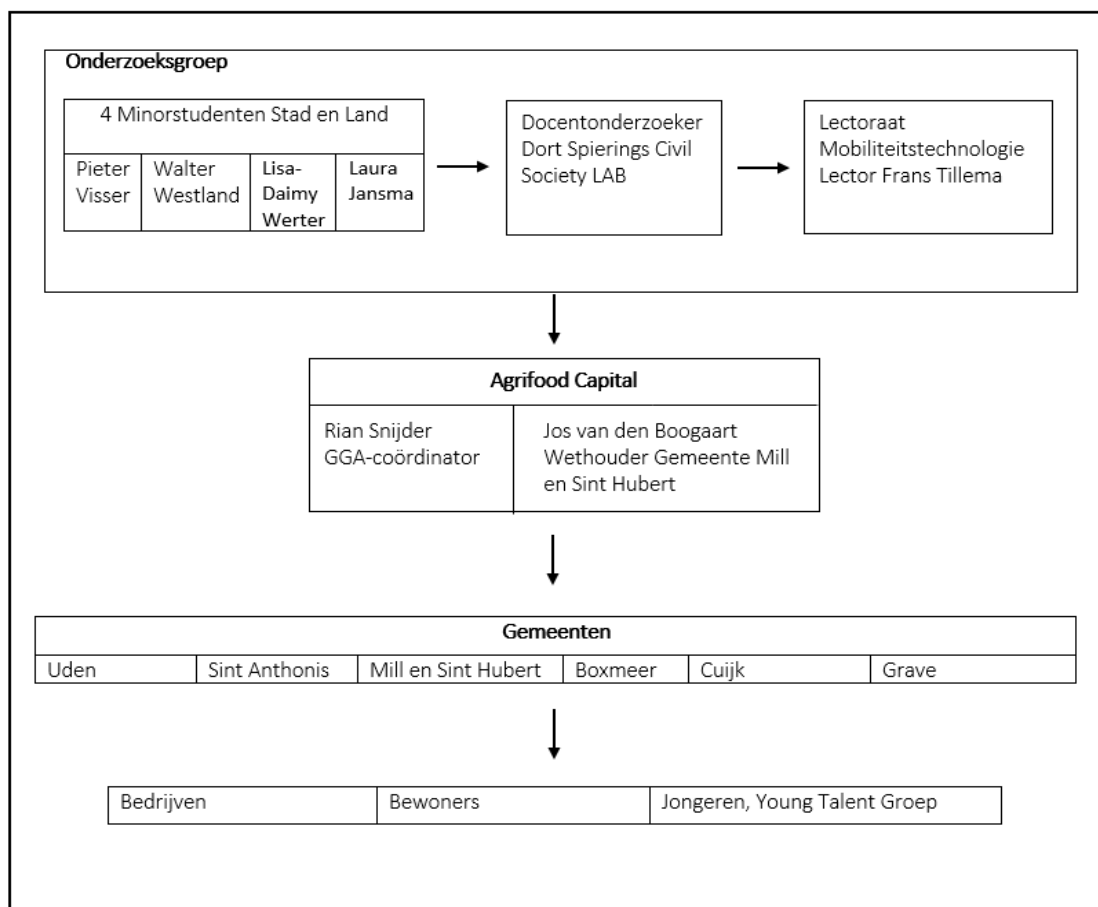 Onderzoeksgroep
4 Minorstudenten Stad en Land
Pieter
Visser
Walter
Westland
Lisa-
Daimy
Werter
Laura
Jansma
Docentonderzoeker
Dort Spierings Civil
Society LAB
Lectoraat
Mobiliteitstechnologie
Lector Frans Tillema
Agrifood Capital
Rian Snijder
GGA-coördinator
Jos van den Boogaart
Wethouder Gemeente Mill
en Sint Hubert
Gemeenten
Uden
Sint Anthonis
Mill en Sint Hubert
Boxmeer
Cuijk
Grave
Bedrijven
Bewoners
Jongeren, Young Talent Groep